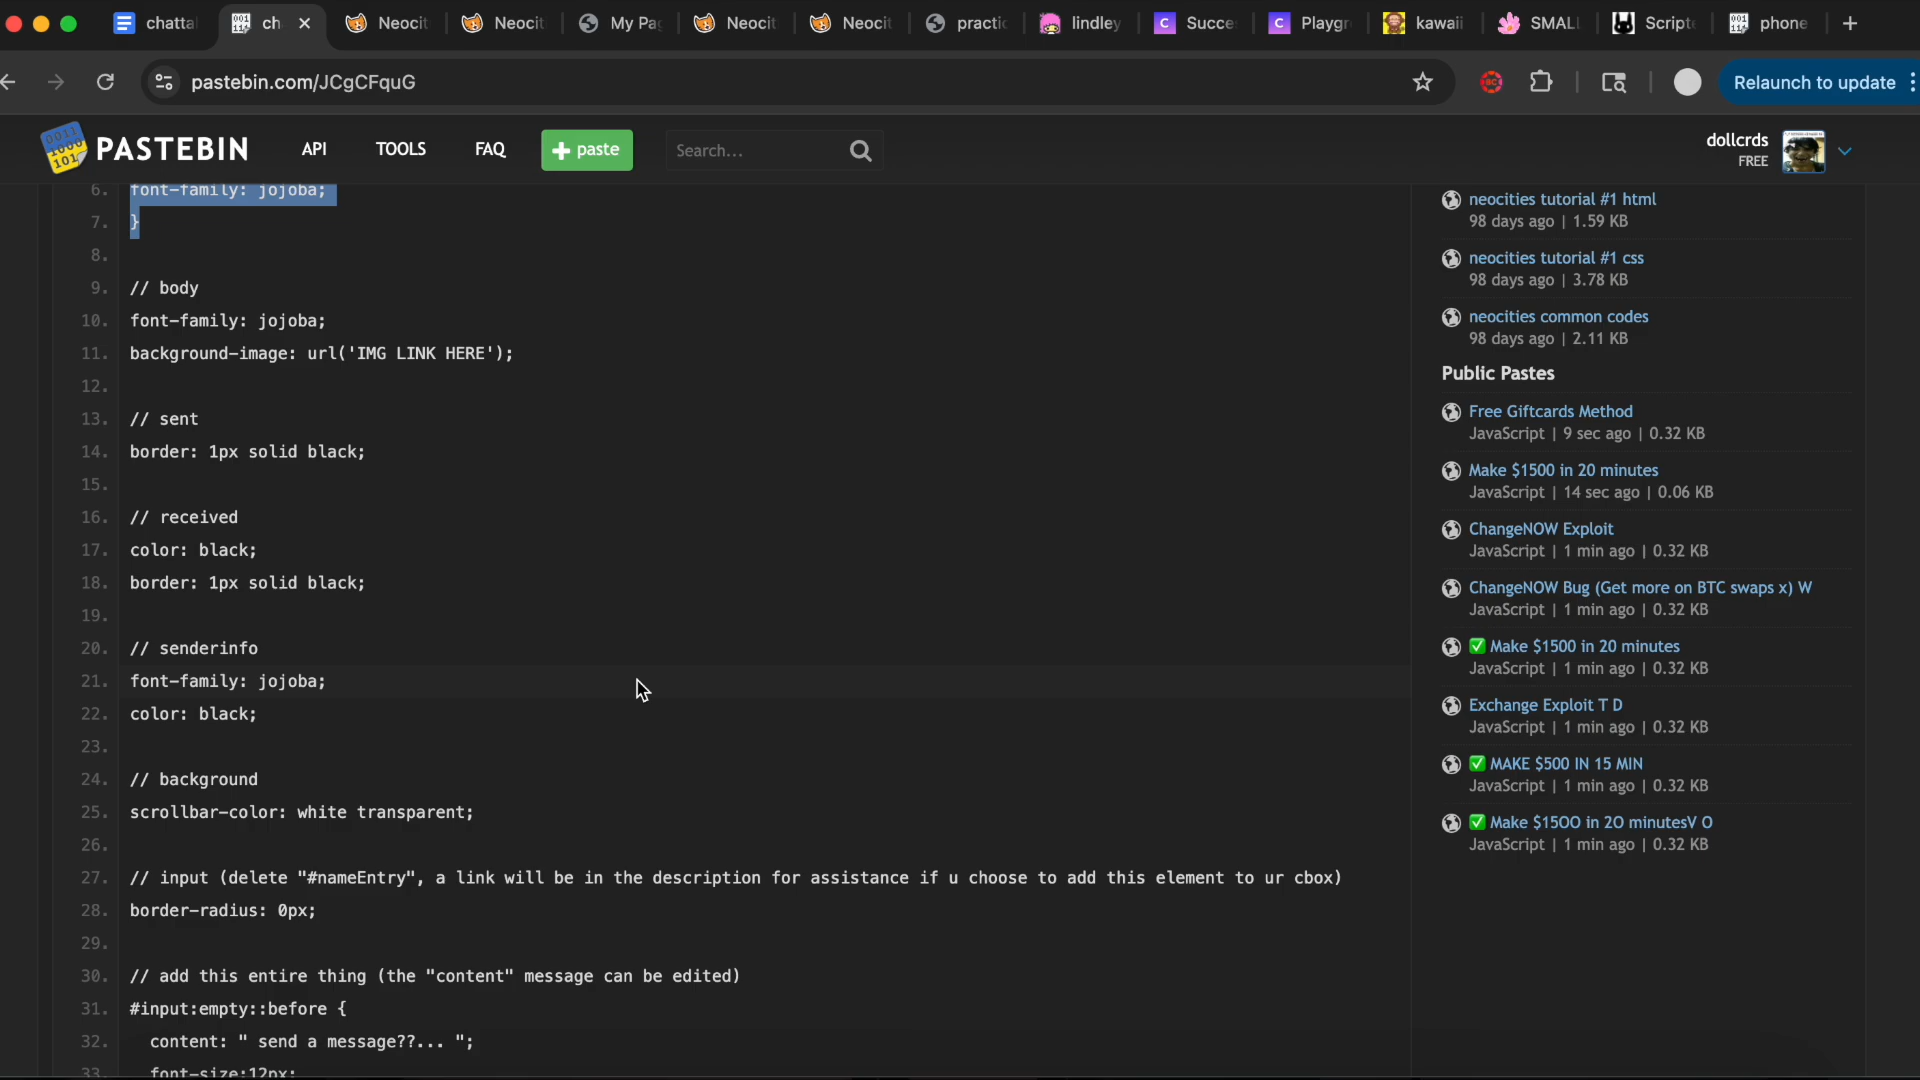 chatta
ch
Neocit
Neocit
My Pag
Neocit
Neocit
practic
lindley
Succe
Playgr
kawaii
SMALL
Scripte
phone
pastebin.com/JCgCFquG
Relaunch to update
PASTEBIN
API
TOOLS
FAQ
+ paste
Search...
dollcrds
FREE
6. font-family: jojoba;
7. }
8.
9. // body
10. font-family: jojoba;
11. background-image: url('IMG LINK HERE');
12.
13. // sent
14. border: 1px solid black;
15.
16. // received
17. color: black;
18. border: 1px solid black;
19.
20. // senderinfo
21. font-family: jojoba;
22. color: black;
23.
24. // background
25. scrollbar-color: white transparent;
26.
27. // input (delete "#nameEntry", a link will be in the description for assistance if u choose to add this element to ur cbox)
28. border-radius: 0px;
29.
30. // add this entire thing (the "content" message can be edited)
31. #input:empty::before {
32. content: " send a message??... ";
33. font-size:12px;
neocities tutorial #1 html
98 days ago | 1.59 KB
neocities tutorial #1 css
98 days ago | 3.78 KB
neocities common codes
98 days ago | 2.11 KB
Public Pastes
Free Giftcards Method
JavaScript | 9 sec ago | 0.32 KB
Make $1500 in 20 minutes
JavaScript | 14 sec ago | 0.06 KB
ChangeNOW Exploit
JavaScript | 1 min ago | 0.32 KB
ChangeNOW Bug (Get more on BTC swaps x) W
JavaScript | 1 min ago | 0.32 KB
✅ Make $1500 in 20 minutes
JavaScript | 1 min ago | 0.32 KB
Exchange Exploit T D
JavaScript | 1 min ago | 0.32 KB
✅ MAKE $500 IN 15 MIN
JavaScript | 1 min ago | 0.32 KB
✅ Make $15OO in 2O minutesV O
JavaScript | 1 min ago | 0.32 KB